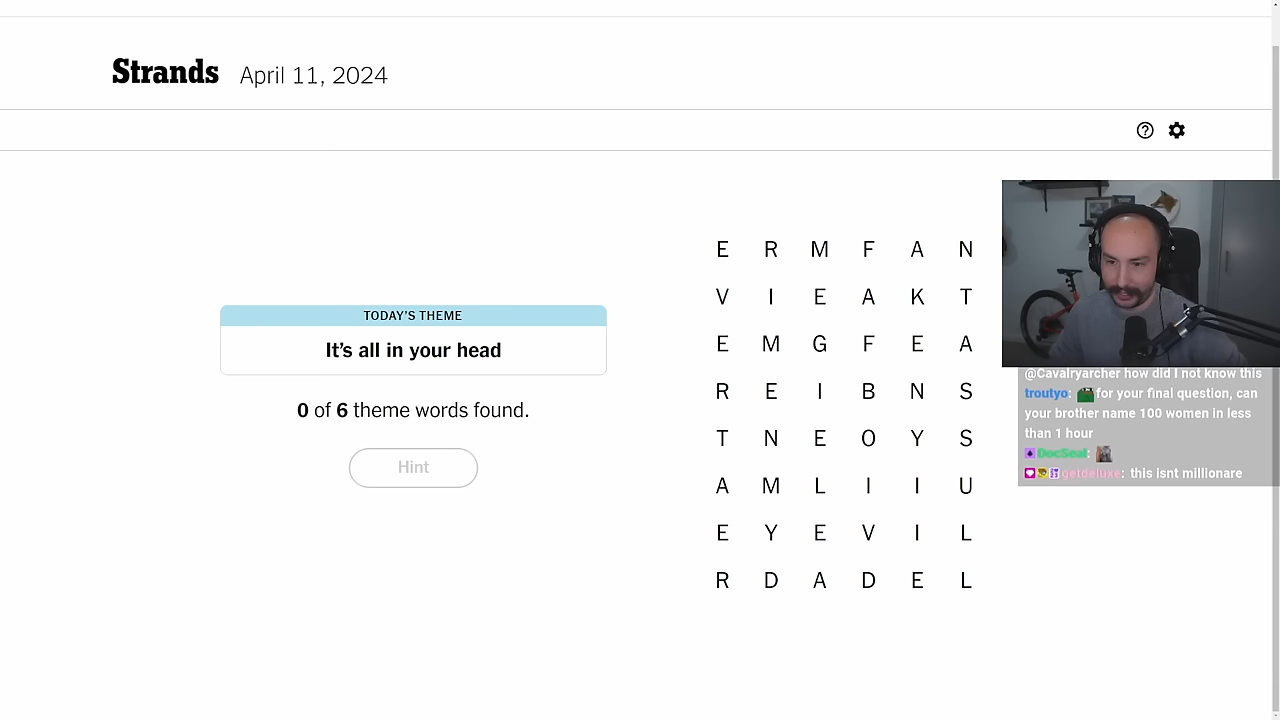 Strands April 11, 2024
TODAY'S THEME
It's all in your head
0 of 6 theme words found.
Hint
E R M F A N
V I E A K T
E M G F E A
R E I B N S
T N E O Y S
A M L I I U
E Y E V I L
R D A D E L
@Cavalryarcher how did I not know this
troutyo: for your final question, can
your brother name 100 women in less
than 1 hour
DocSeal:
getdeluxe: this isnt millionare